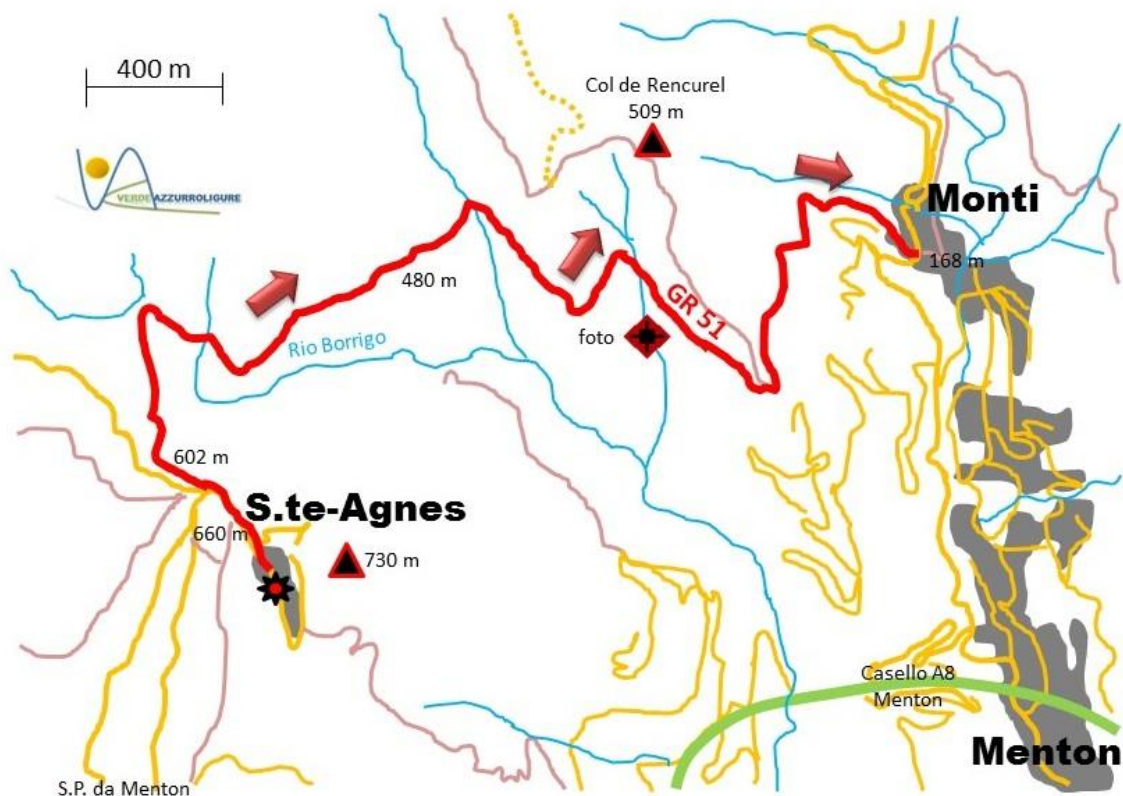 400 m
Col de Rencurel
509 m
VERDEAZZURROLIGURE
Monti
168 m
480 m
GR 51
foto
Rio Borrigo
602 m
S.te-Agnes
660 m
730 m
Casello A8
Menton
Menton
S.P. da Menton